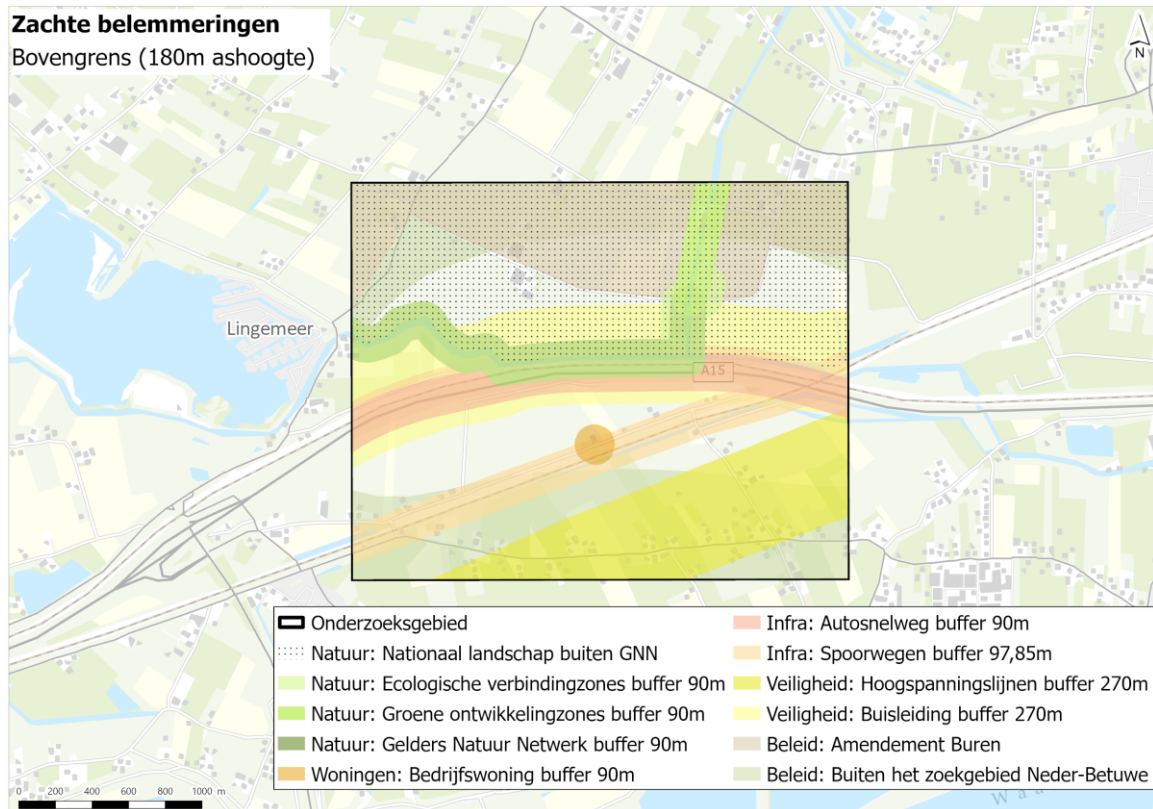 Zachte belemmeringen
Bovengrens (180m ashoogte)
N
Lingemeer
A15
Onderzoeksgebied
Natuur: Nationaal landschap buiten GNN
Natuur: Ecologische verbindingzones buffer 90m
Natuur: Groene ontwikkelingzones buffer 90m
Natuur: Gelders Natuur Netwerk buffer 90m
Woningen: Bedrijfswoning buffer 90m
Infra: Autosnelweg buffer 90m
Infra: Spoorwegen buffer 97,85m
Veiligheid: Hoogspanningslijnen buffer 270m
Veiligheid: Buisleiding buffer 270m
Beleid: Amendement Buren
Beleid: Buiten het zoekgebied Neder-Betuwe
0 200 400 600 800 1000 m